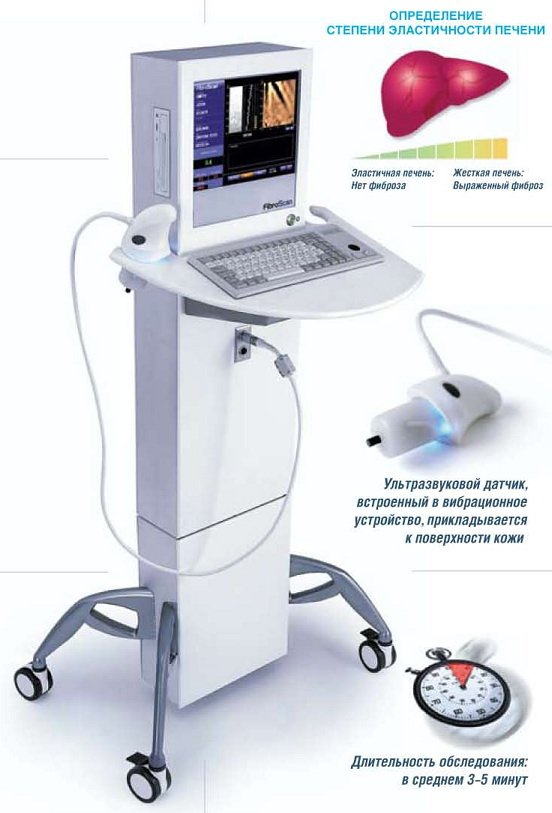 ОПРЕДЕЛЕНИЕ
СТЕПЕНИ ЭЛАСТИЧНОСТИ ПЕЧЕНИ
Эластичная печень:
Нет фиброза
Жесткая печень:
Выраженный фиброз
FibroScan
FibroScan
Ультразвуковой датчик,
встроенный в вибрационное
устройство, прикладывается
к поверхности кожи
Длительность обследования:
в среднем 3–5 минут